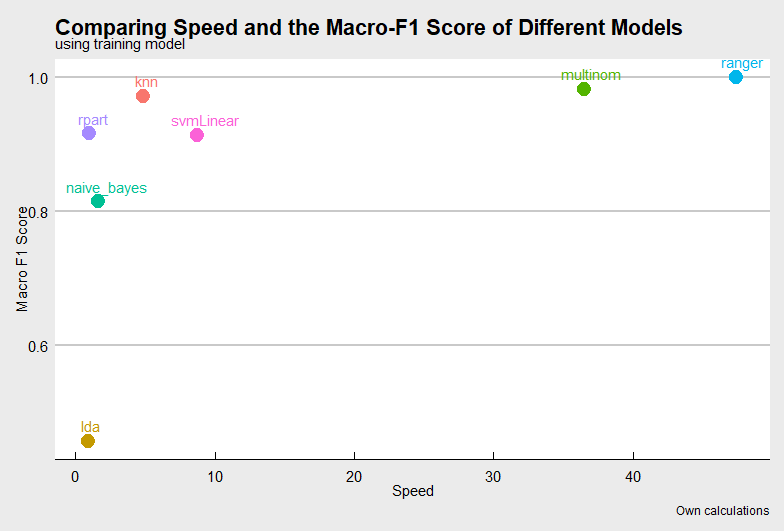 Comparing Speed and the Macro-F1 Score of Different Models
using training model
ranger
multinom
1.0
knn
rpart
svmLinear
naive_bayes
0.8
Macro F1 Score
0.6
lda
0
10
20
30
40
Speed
Own calculations